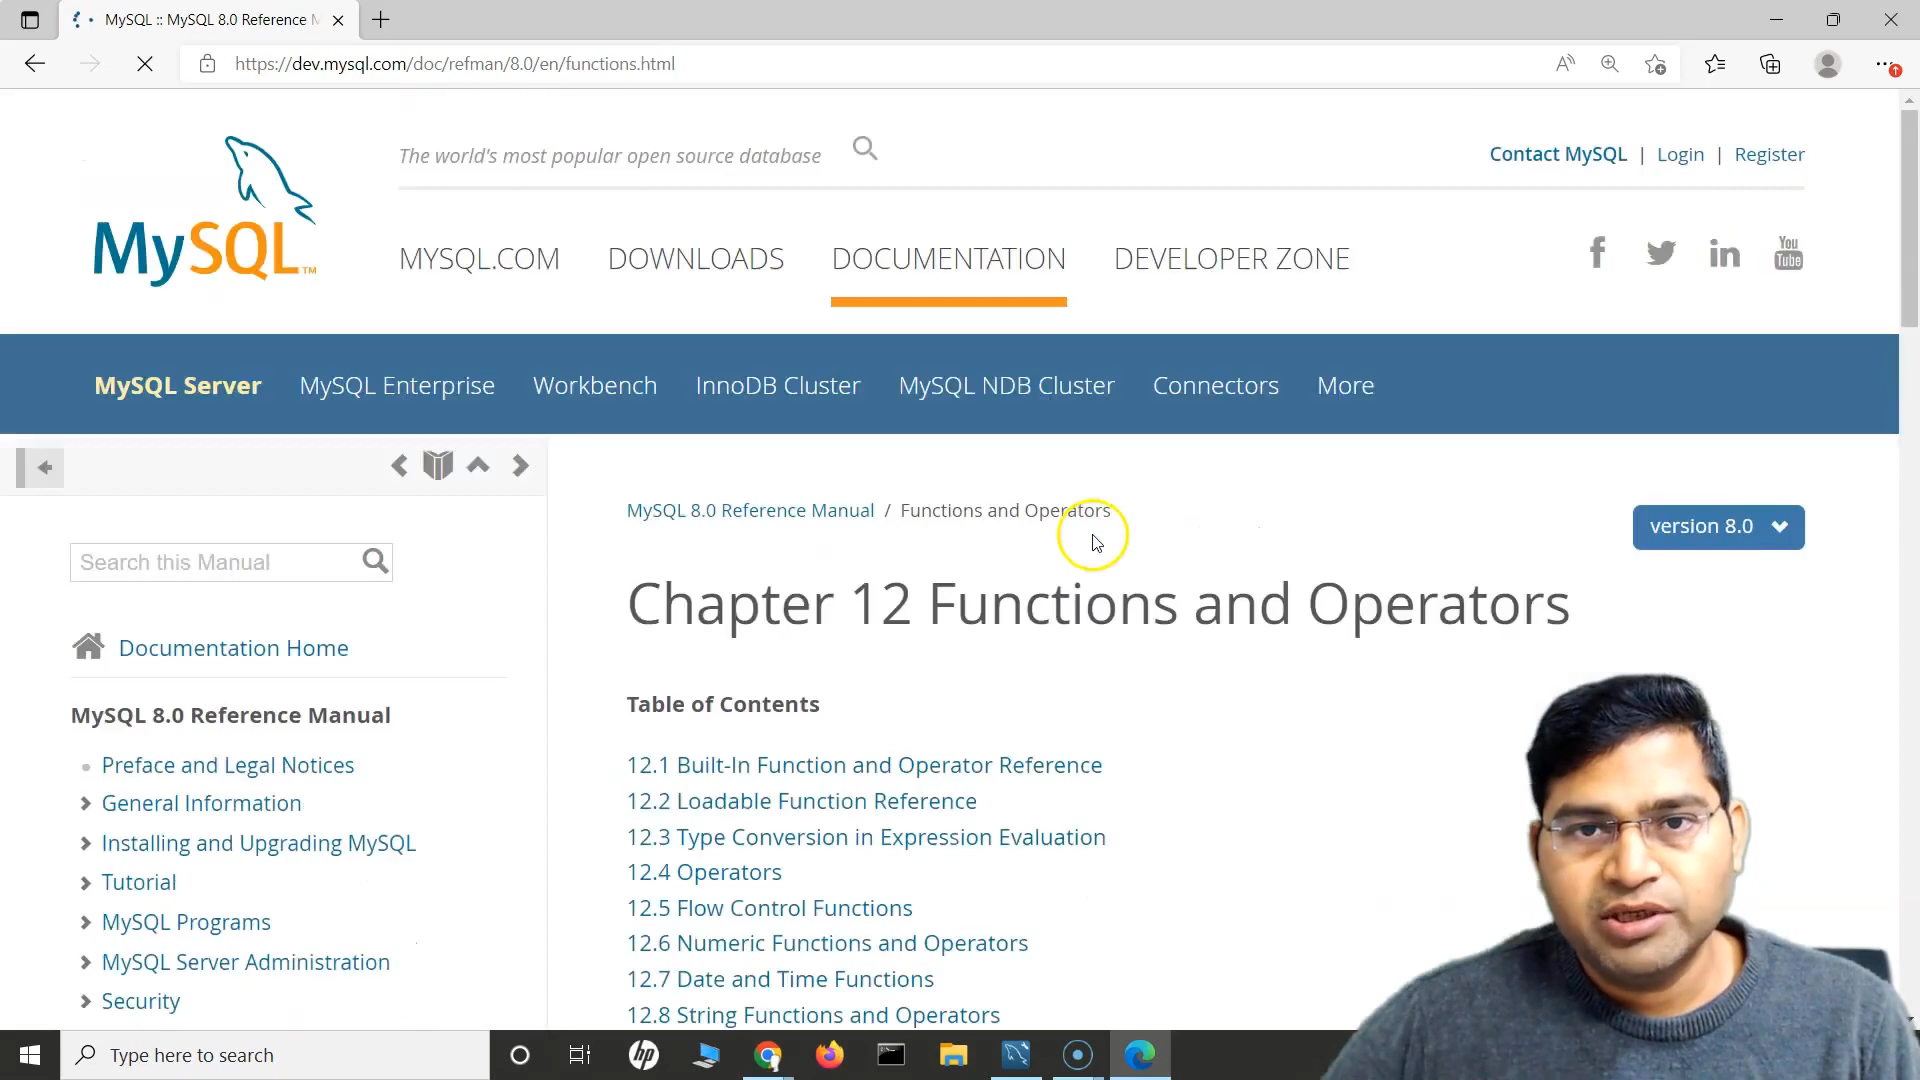 MySQL :: MySQL 8.0 Reference M
https://dev.mysql.com/doc/refman/8.0/en/functions.html
MySQL™
The world's most popular open source database
Contact MySQL | Login | Register
MYSQL.COM DOWNLOADS DOCUMENTATION DEVELOPER ZONE
You Tube
MySQL Server MySQL Enterprise Workbench InnoDB Cluster MySQL NDB Cluster Connectors More
MySQL 8.0 Reference Manual / Functions and Operators
version 8.0
Search this Manual
Chapter 12 Functions and Operators
Documentation Home
Table of Contents
MySQL 8.0 Reference Manual
Preface and Legal Notices
General Information
Installing and Upgrading MySQL
Tutorial
MySQL Programs
MySQL Server Administration
Security
12.1 Built-In Function and Operator Reference
12.2 Loadable Function Reference
12.3 Type Conversion in Expression Evaluation
12.4 Operators
12.5 Flow Control Functions
12.6 Numeric Functions and Operators
12.7 Date and Time Functions
12.8 String Functions and Operators
Type here to search
hp